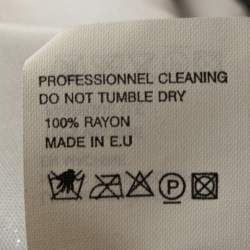 PROFESSIONNEL CLEANING
DO NOT TUMBLE DRY
100% RAYON
MADE IN E.U
P